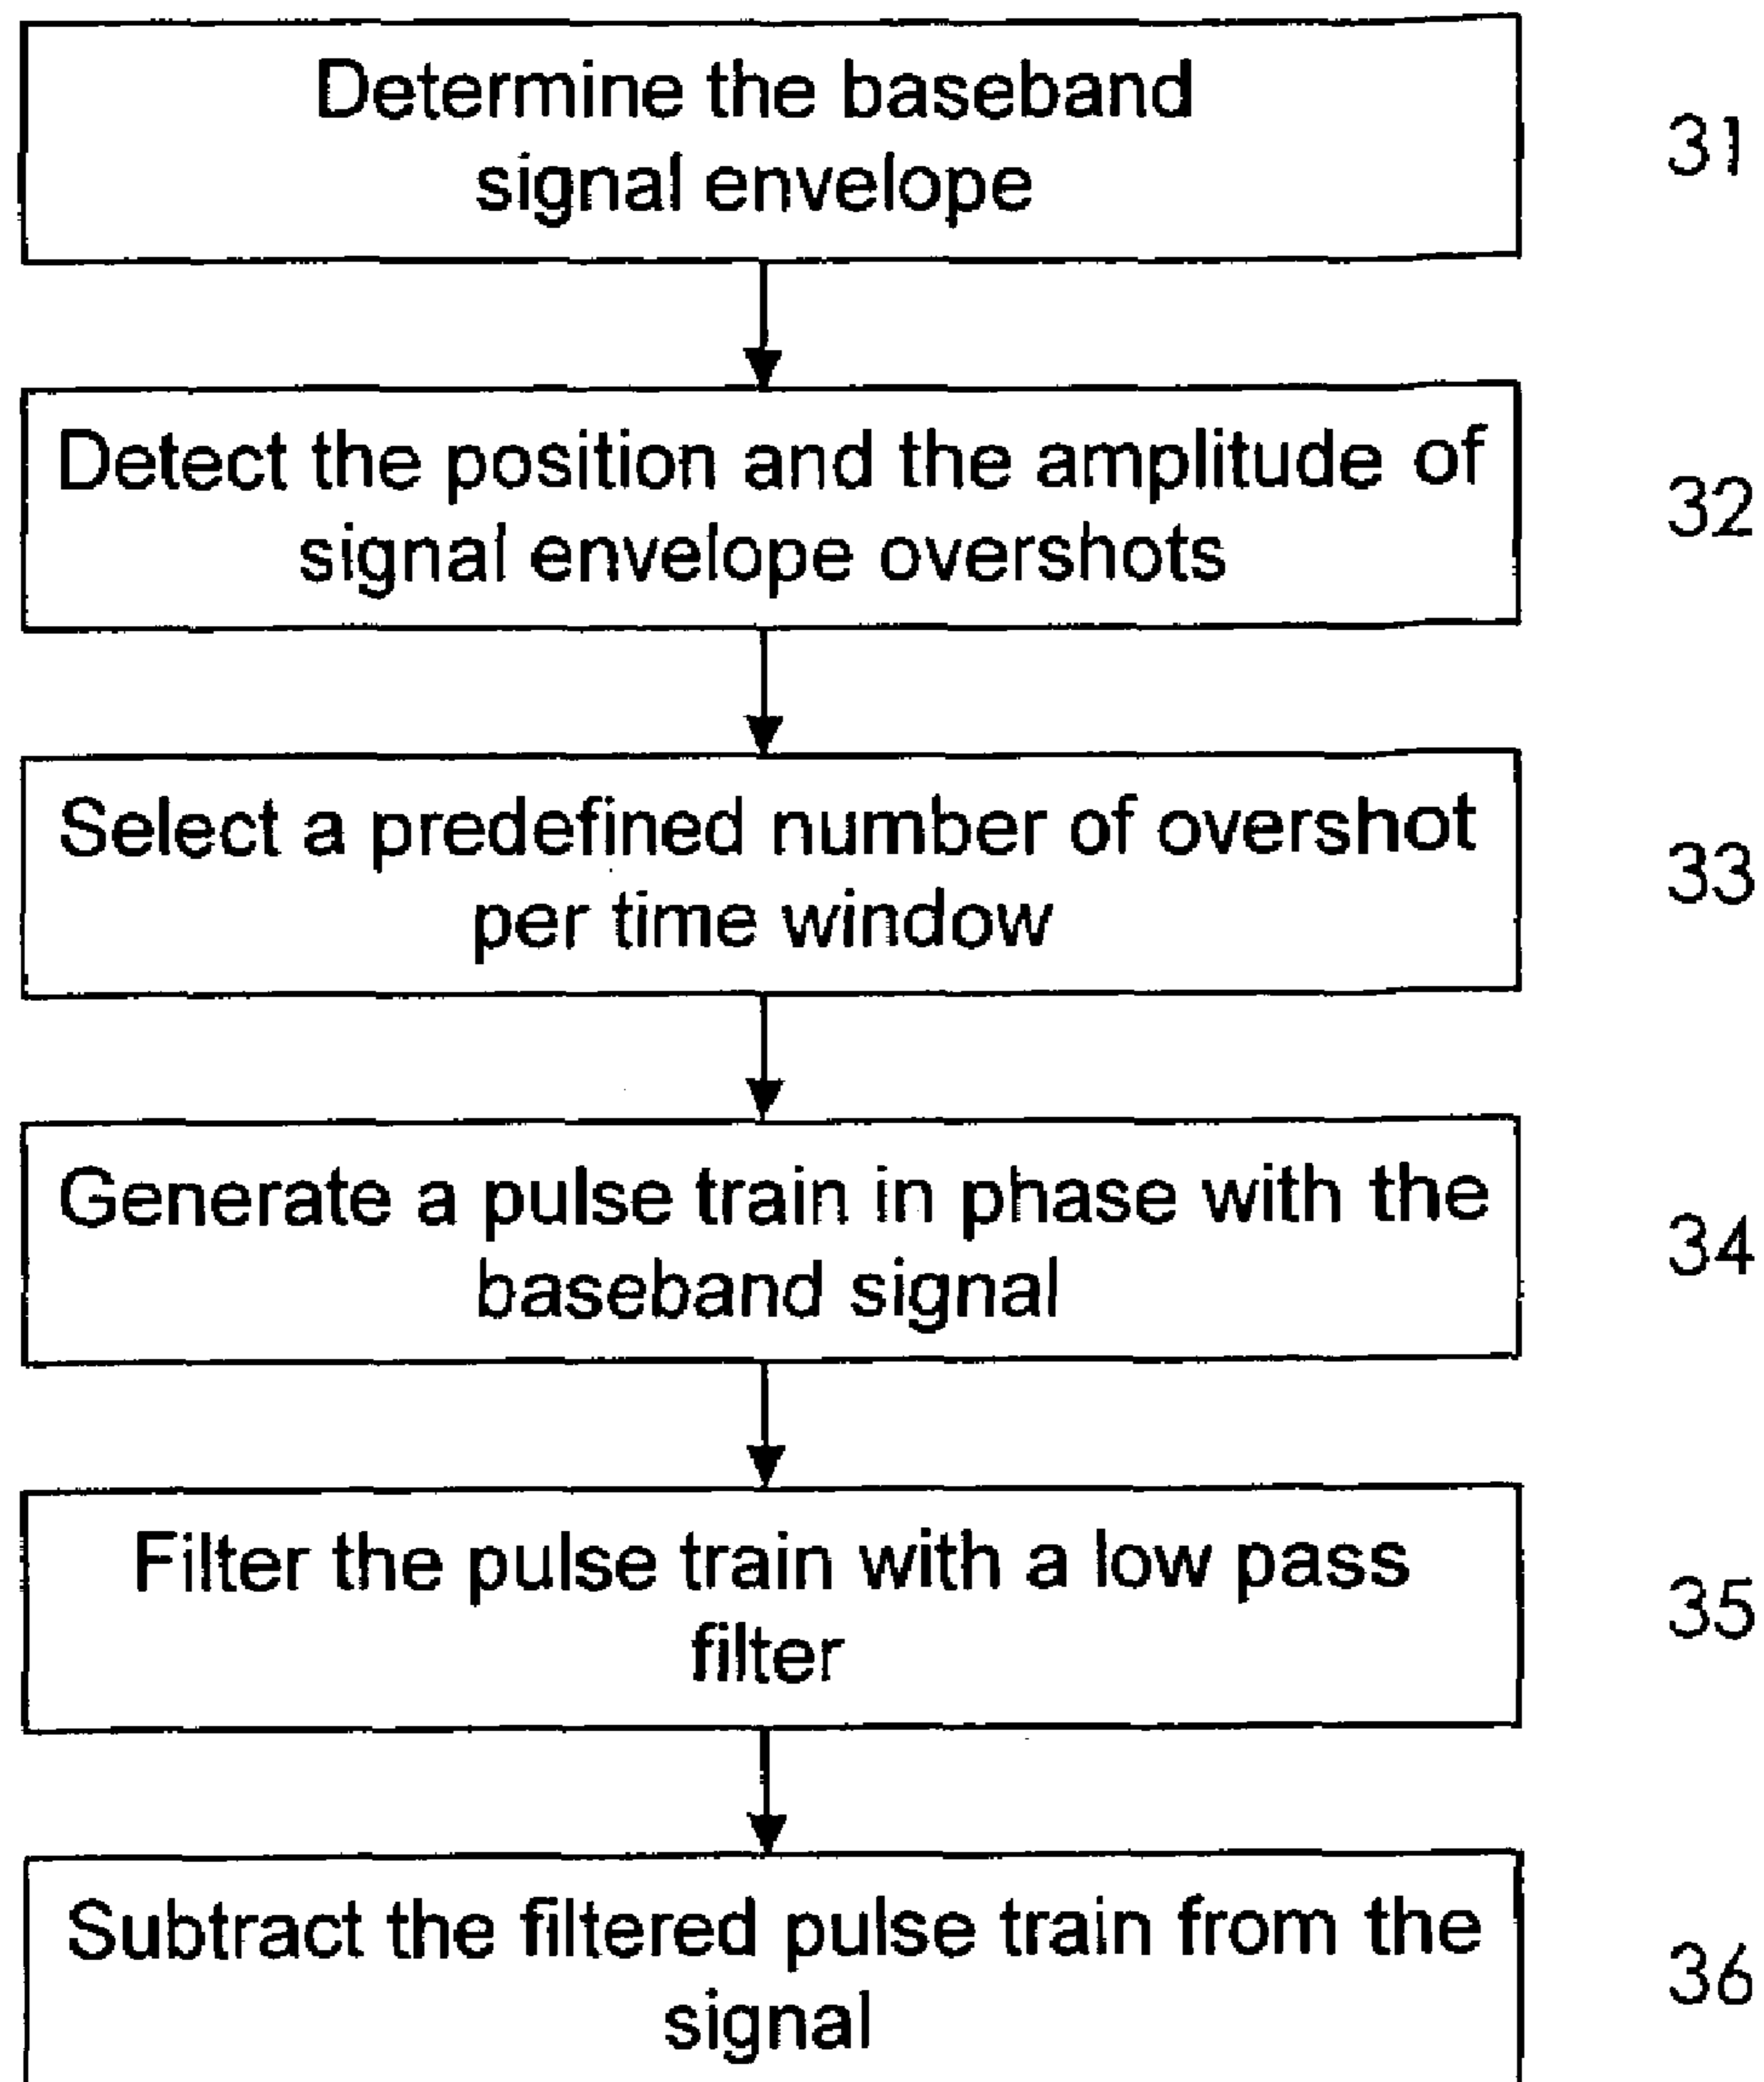 Determine the baseband
signal envelope
31
Detect the position and the amplitude of
signal envelope overshots
32
Select a predefined number of overshot
per time window
33
Generate a pulse train in phase with the
baseband signal
34
Filter the pulse train with a low pass
filter
35
Subtract the filtered pulse train from the
signal
36